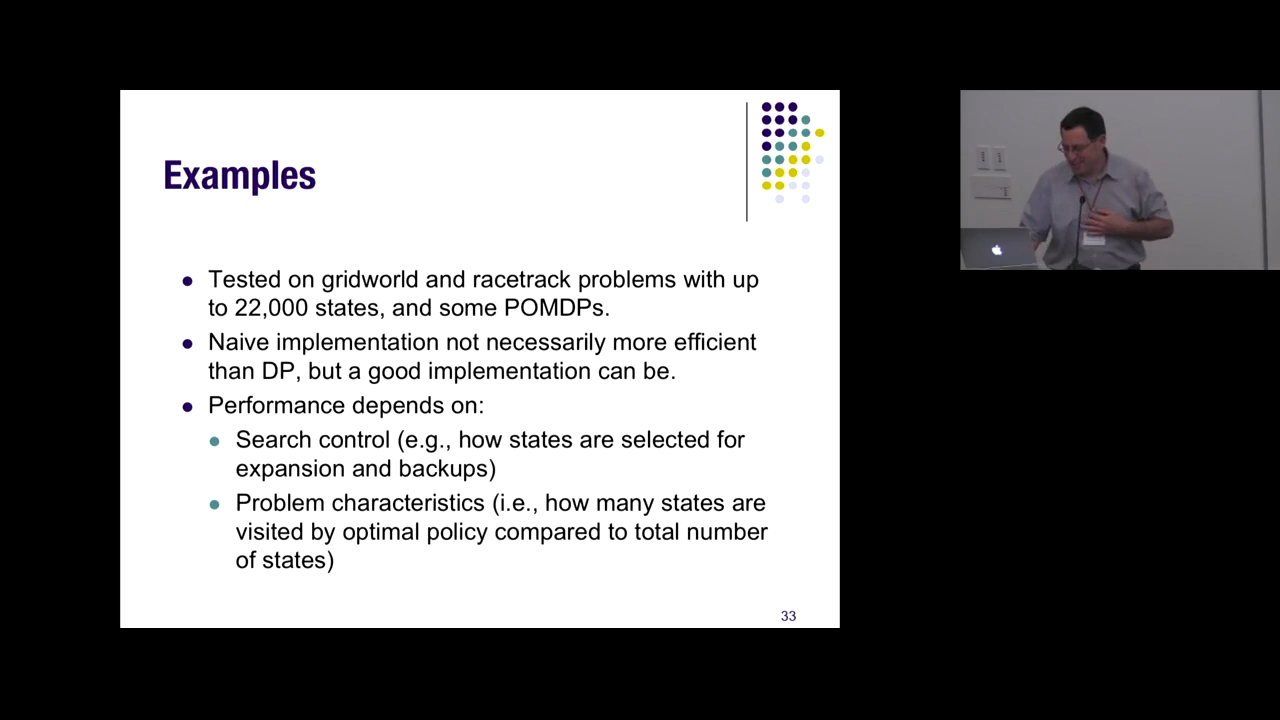 Examples
● Tested on gridworld and racetrack problems with up
to 22,000 states, and some POMDPs.
● Naive implementation not necessarily more efficient
than DP, but a good implementation can be.
● Performance depends on:
● Search control (e.g., how states are selected for
expansion and backups)
● Problem characteristics (i.e., how many states are
visited by optimal policy compared to total number
of states)
33